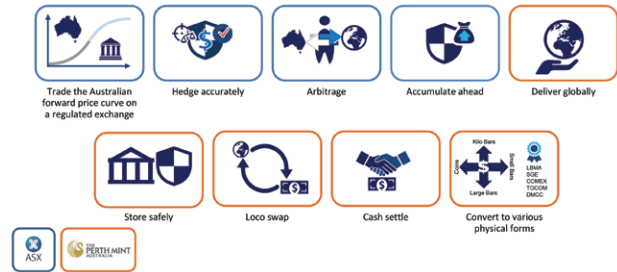 Trade the Australian
forward price curve on
a regulated exchange
Hedge accurately
Arbitrage
Accumulate ahead
Deliver globally
Store safely
Loco swap
Cash settle
Kilo Bars
Coins
Small Bars
Large Bars
LBMA
SGE
COMEX
TOCOM
DMCC
Convert to various
physical forms
ASX
THE
PERTH MINT
AUSTRALIA